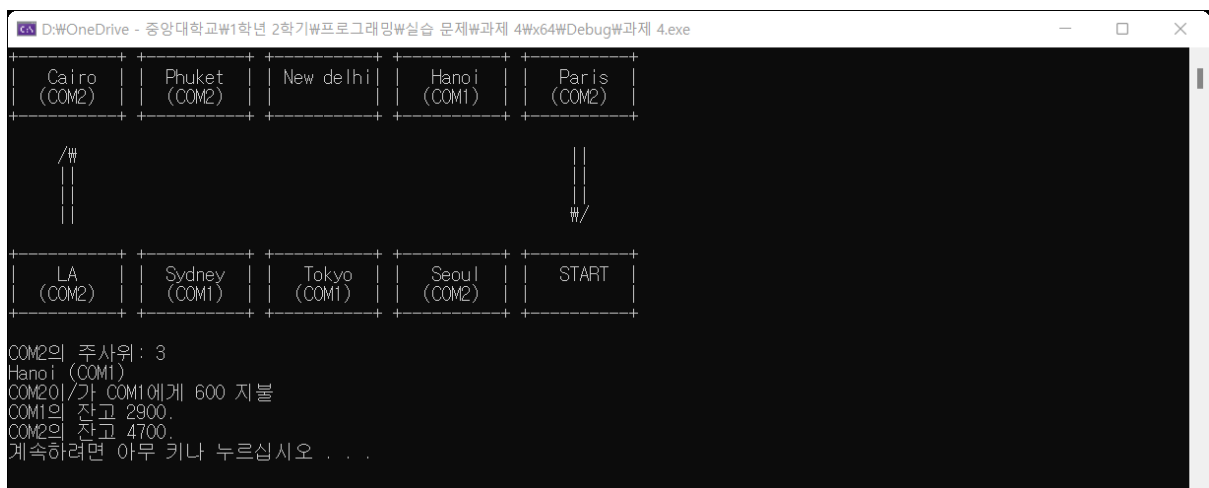 D:₩OneDrive - 중앙대학교₩1학년 2학기₩프로그래밍₩실습 문제₩과제 4₩x64₩Debug₩과제 4.exe
+----------+ +----------+ +----------+ +----------+ +----------+
|   Cairo  | |  Phuket  | | New delhi| |   Hanoi  | |   Paris  |
|  (COM2)  | |  (COM2)  | |          | |  (COM1)  | |  (COM2)  |
+----------+ +----------+ +----------+ +----------+ +----------+
/₩ ||
|| ||
|| ||
|| ₩/
+----------+ +----------+ +----------+ +----------+ +----------+
|    LA    | |  Sydney  | |   Tokyo  | |   Seoul  | |   START  |
|  (COM2)  | |  (COM1)  | |  (COM1)  | |  (COM2)  | |          |
+----------+ +----------+ +----------+ +----------+ +----------+
COM2의 주사위: 3
Hanoi (COM1)
COM2이/가 COM1에게 600 지불
COM1의 잔고 2900.
COM2의 잔고 4700.
계속하려면 아무 키나 누르십시오 . . .